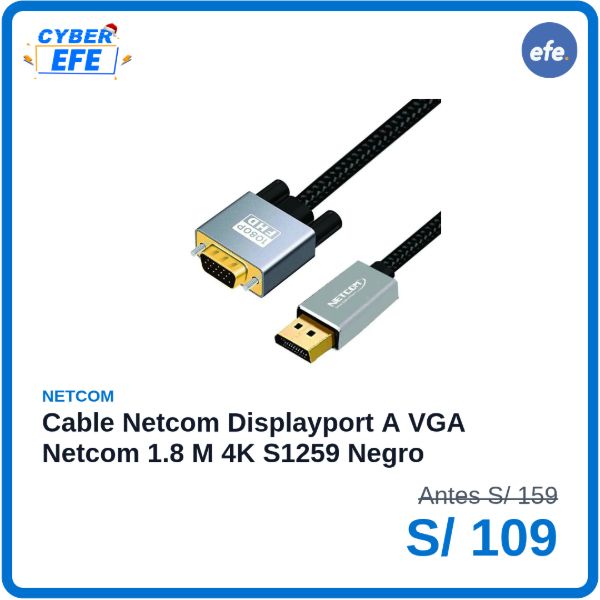 CYBER
EFE
efe.
1080P
FHD
NETCOM
NETCOM
Cable Netcom Displayport A VGA
Netcom 1.8 M 4K S1259 Negro
Antes S/ 159
S/ 109